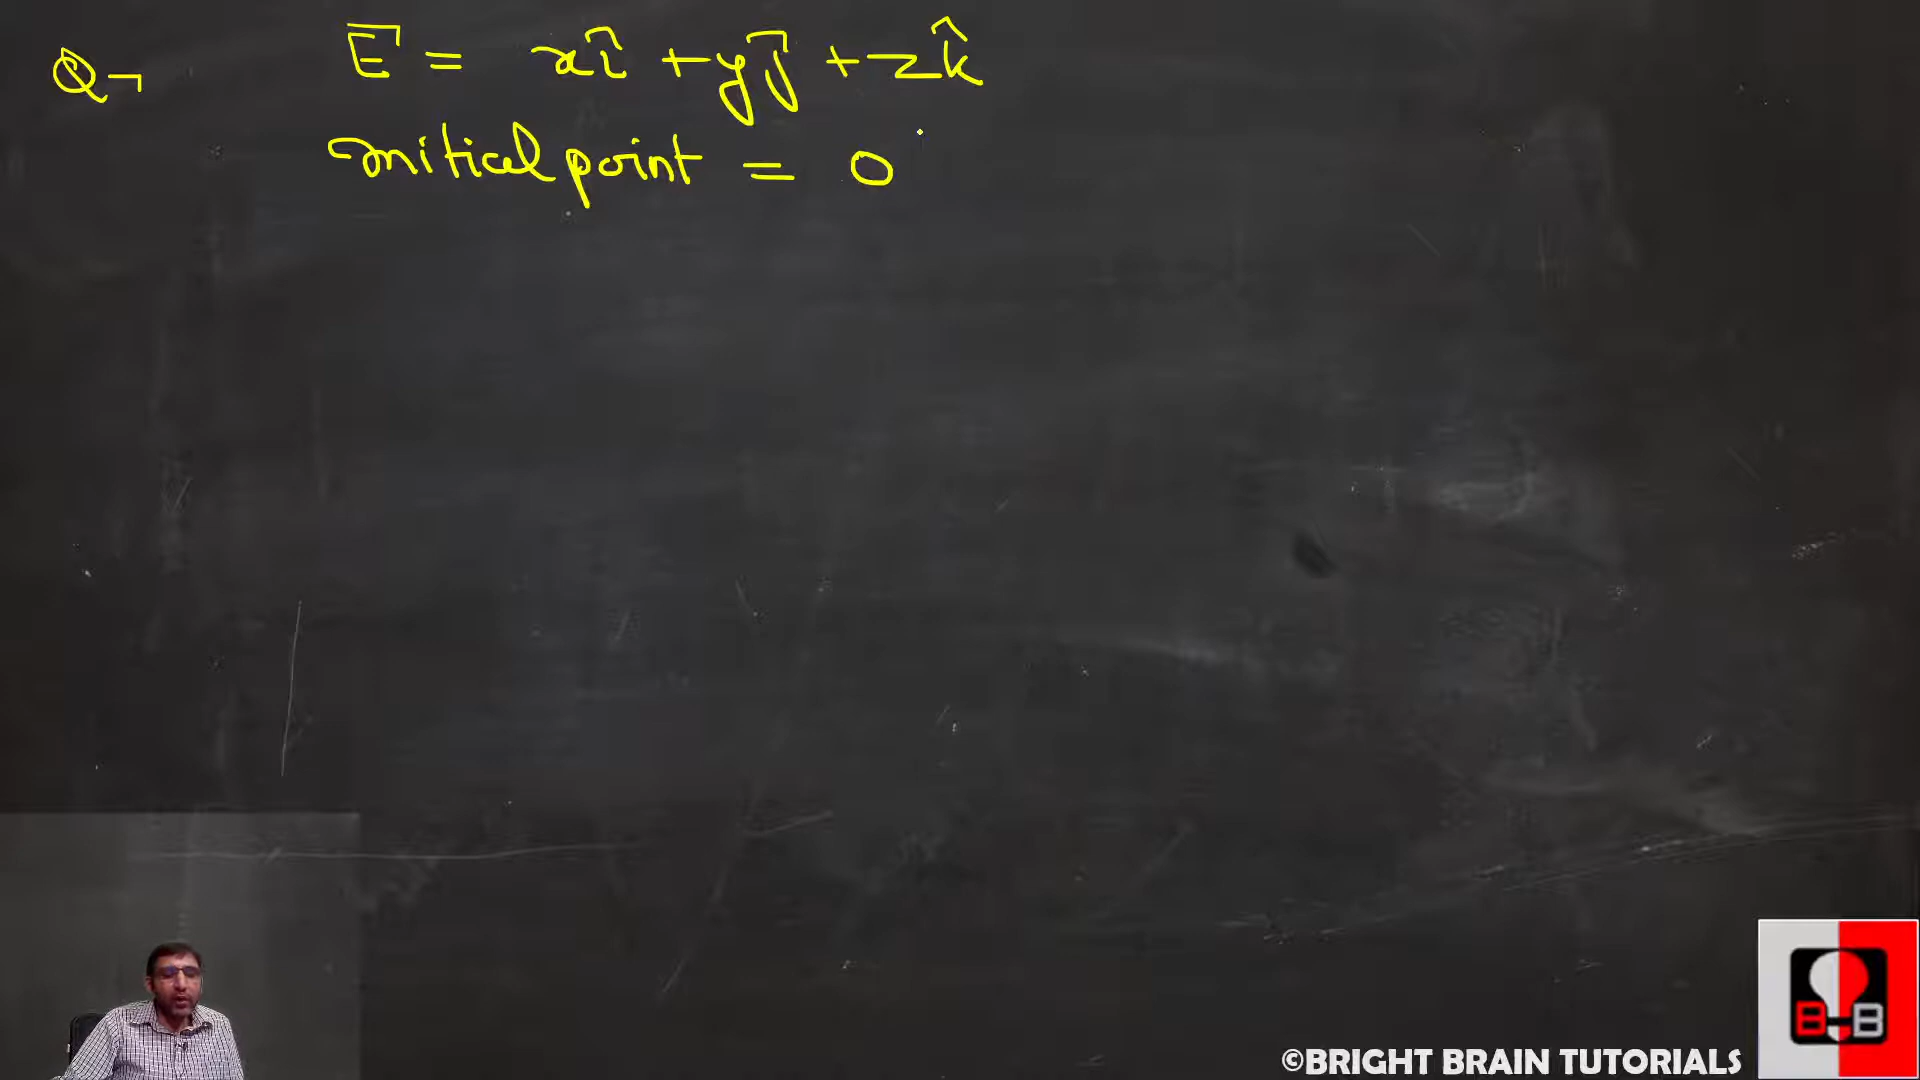 Q→ E̅ = xî + yĵ + zk̂
initial point = 0
B B
©BRIGHT BRAIN TUTORIALS